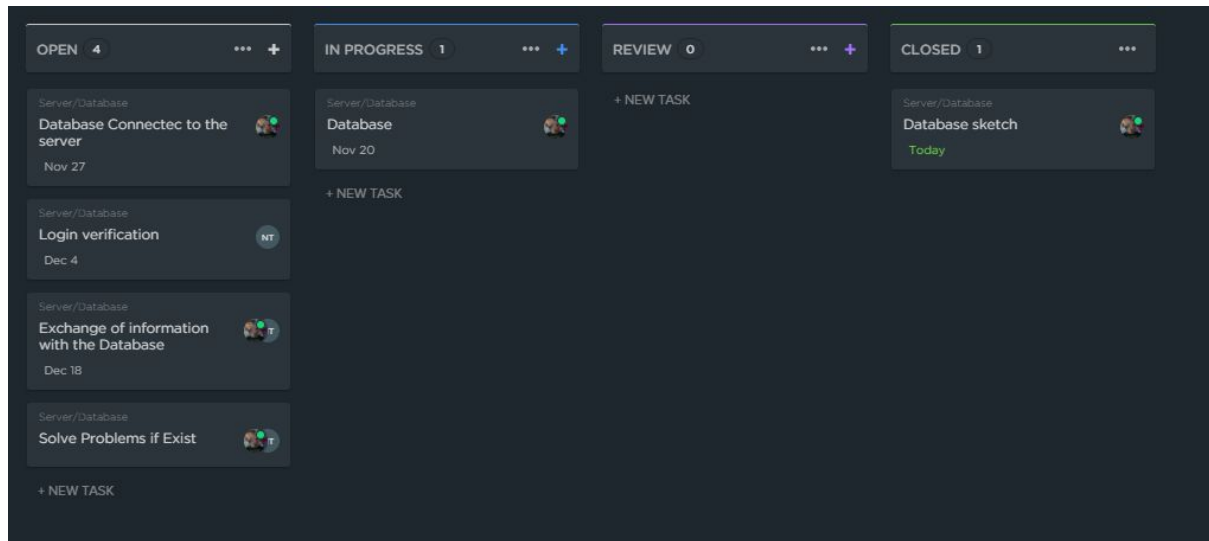 OPEN 4 ••• +
Server/Database
Database Connectec to the
server
Nov 27
Server/Database
Login verification
NT
Dec 4
Server/Database
Exchange of information
with the Database
T
Dec 18
Server/Database
Solve Problems if Exist
T
+ NEW TASK
IN PROGRESS 1 ••• +
Server/Database
Database
Nov 20
+ NEW TASK
REVIEW 0 ••• +
+ NEW TASK
CLOSED 1 •••
Server/Database
Database sketch
Today